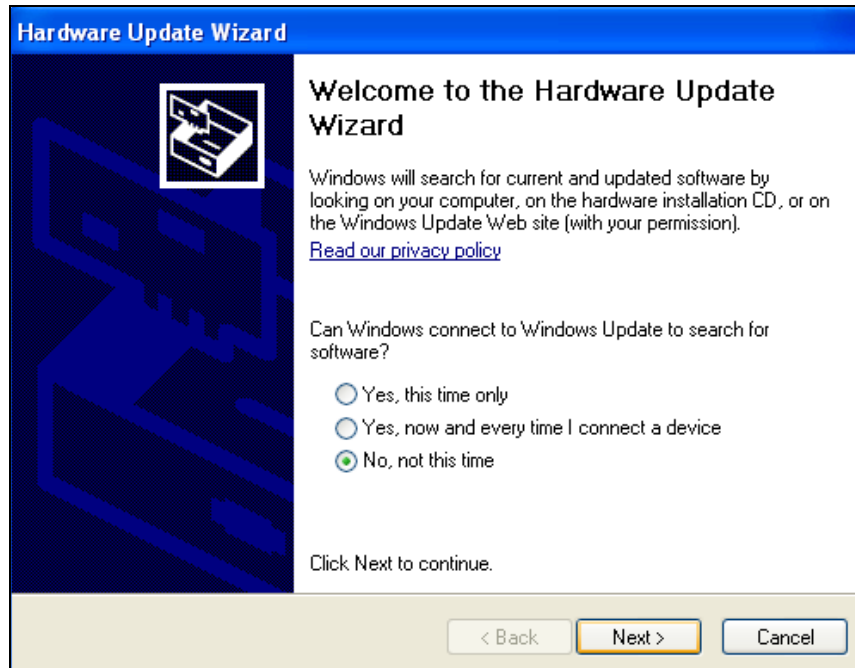 Hardware Update Wizard
Welcome to the Hardware Update
Wizard
Windows will search for current and updated software by
looking on your computer, on the hardware installation CD, or on
the Windows Update Web site (with your permission).
Read our privacy policy
Can Windows connect to Windows Update to search for
software?
Yes, this time only
Yes, now and every time I connect a device
No, not this time
Click Next to continue.
< Back Next > Cancel